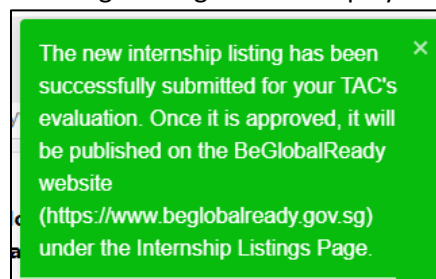 The new internship listing has been
successfully submitted for your TAC's
evaluation. Once it is approved, it will
be published on the BeGlobalReady
website
(https://www.beglobalready.gov.sg)
under the Internship Listings Page.